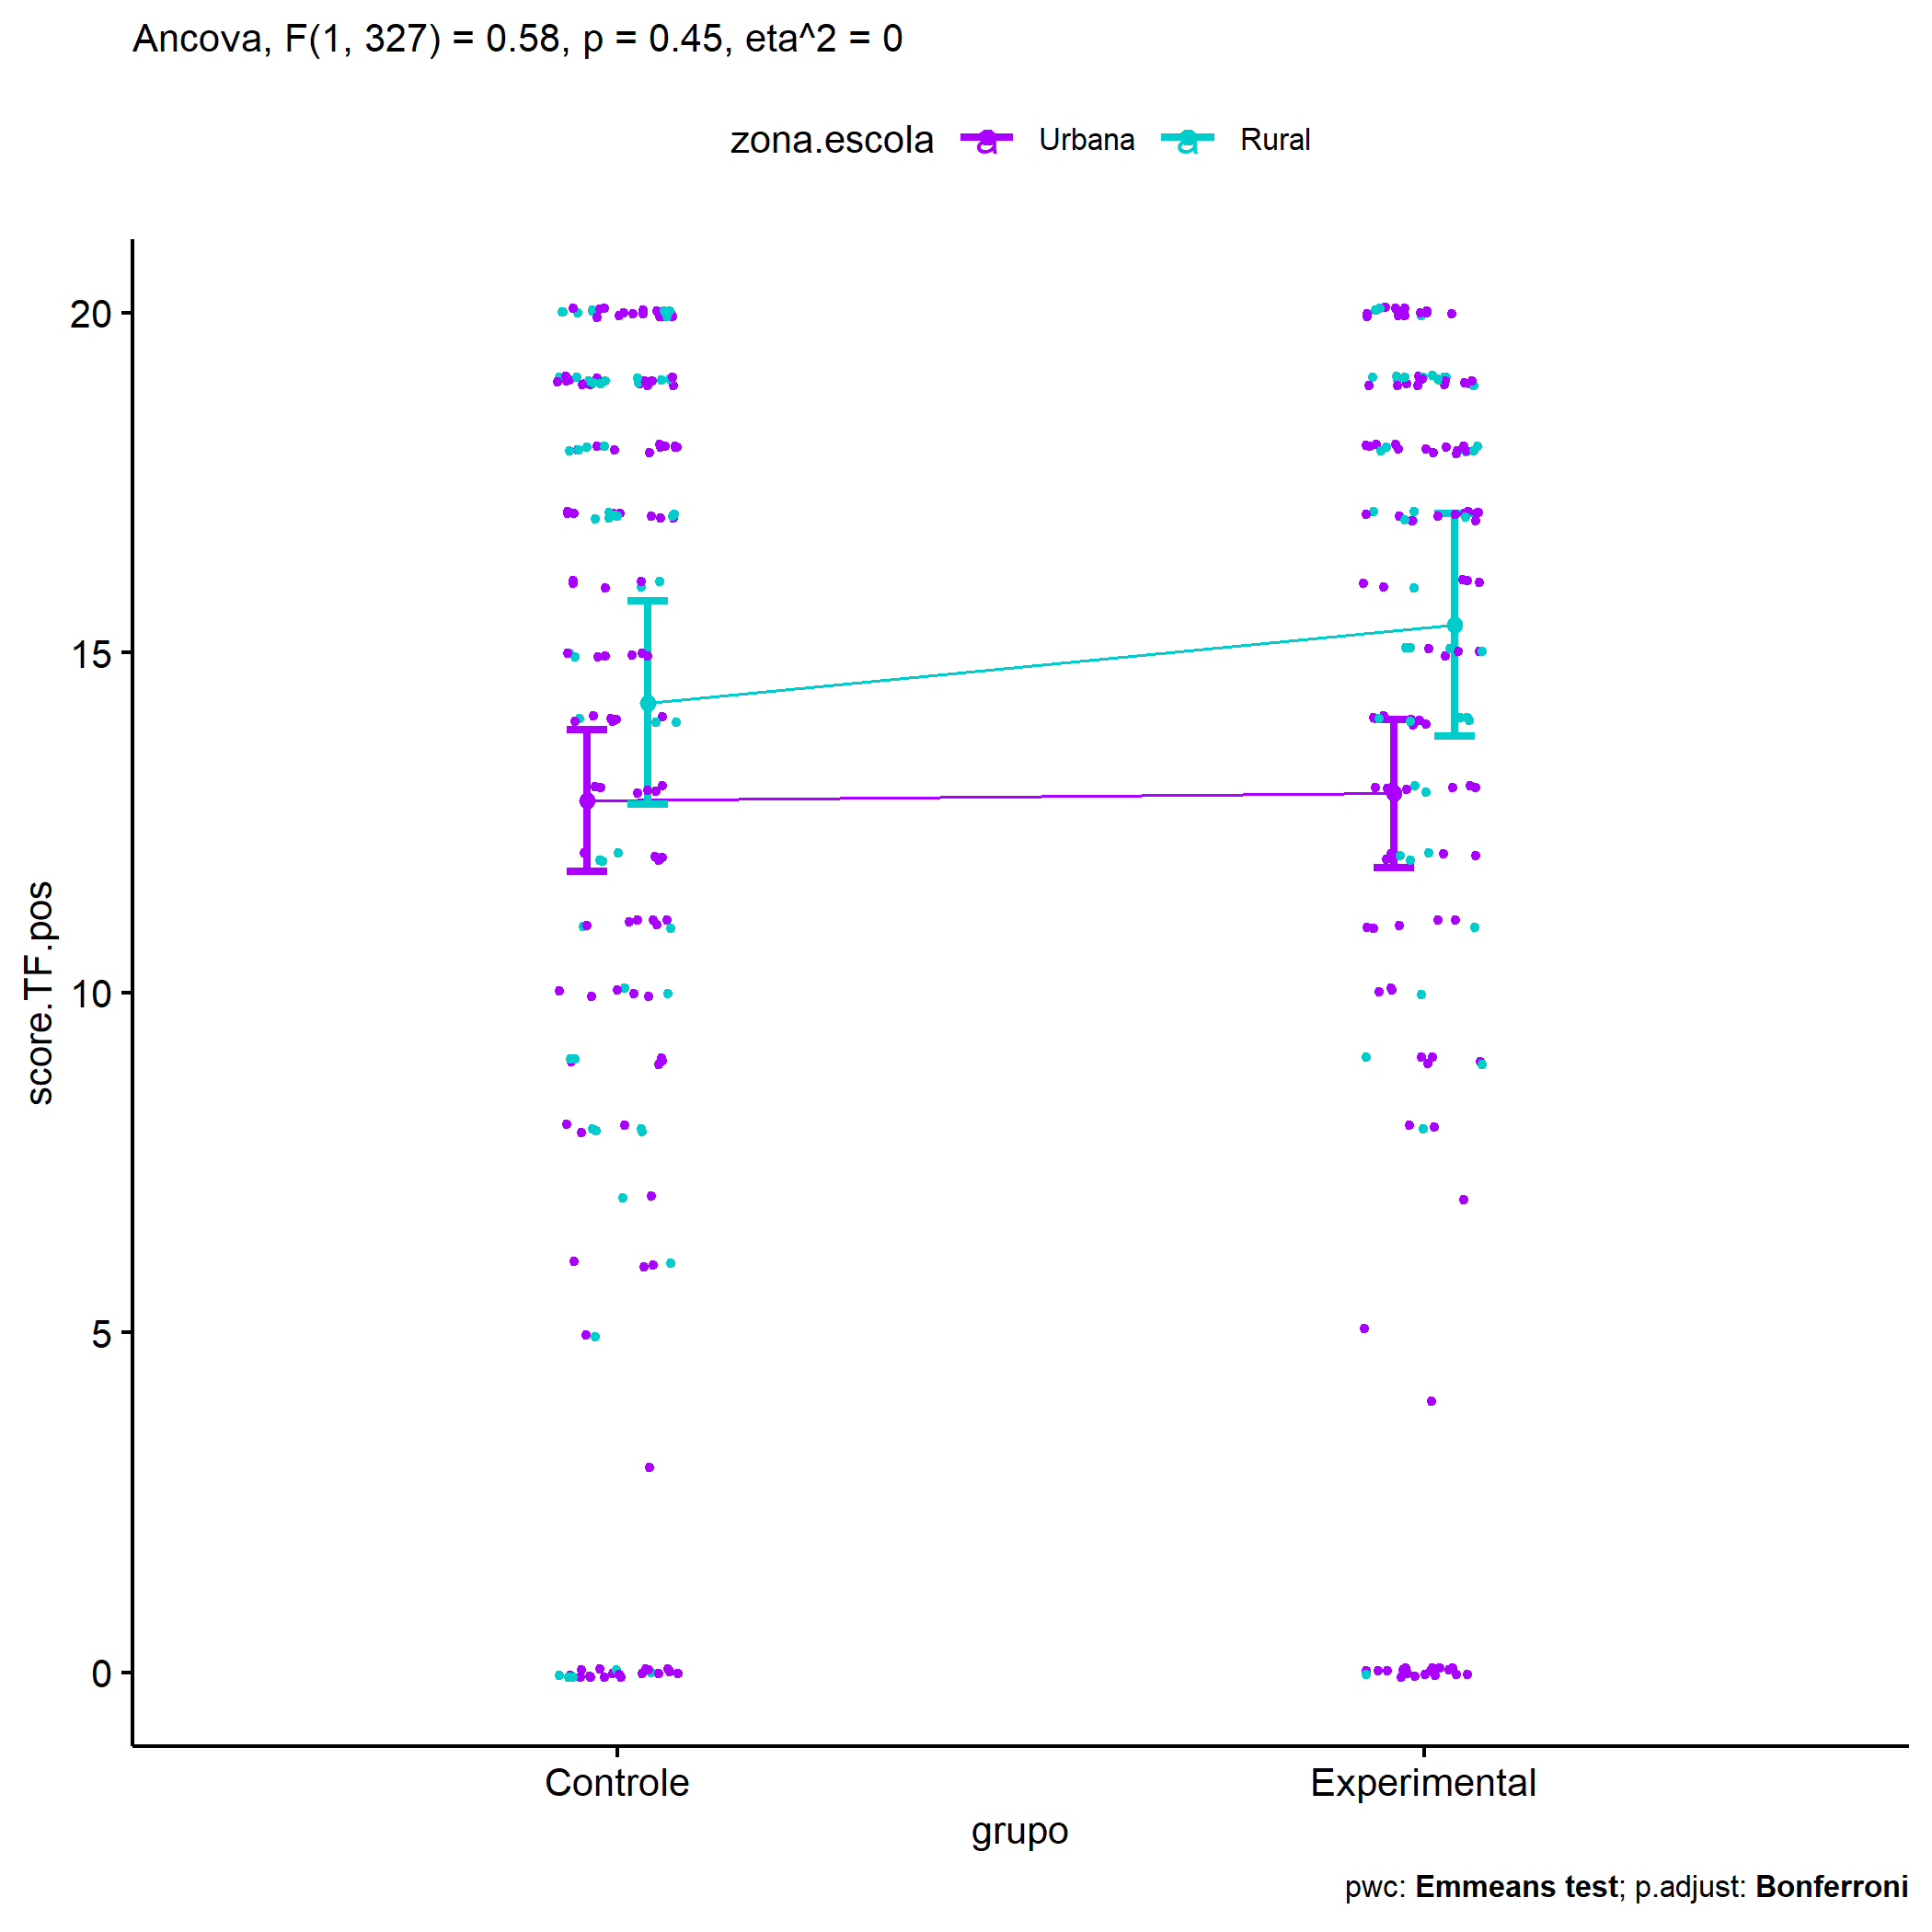 Ancova, F(1, 327) = 0.58, p = 0.45, eta^2 = 0
zona.escola a Urbana a Rural
20
15
10
5
0
score.TF.pos
Controle Experimental
grupo
pwc: Emmeans test; p.adjust: Bonferroni